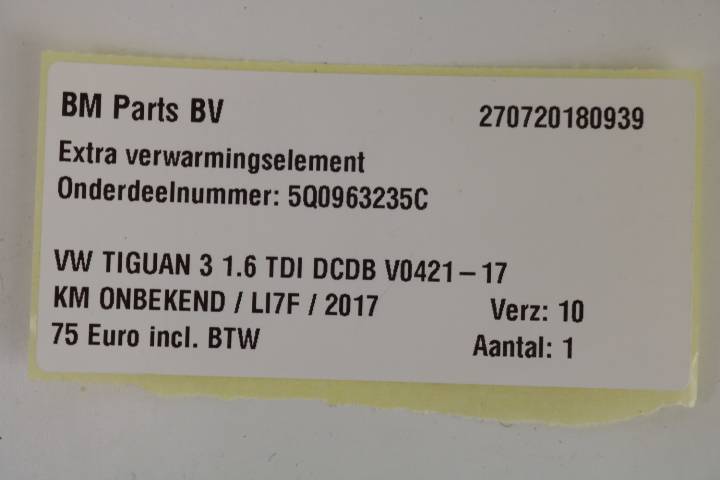 BM Parts BV 270720180939
Extra verwarmingselement
Onderdeelnummer: 5Q0963235C
VW TIGUAN 3 1.6 TDI DCDB V0421-17
KM ONBEKEND / LI7F / 2017 Verz: 10
75 Euro incl. BTW Aantal: 1